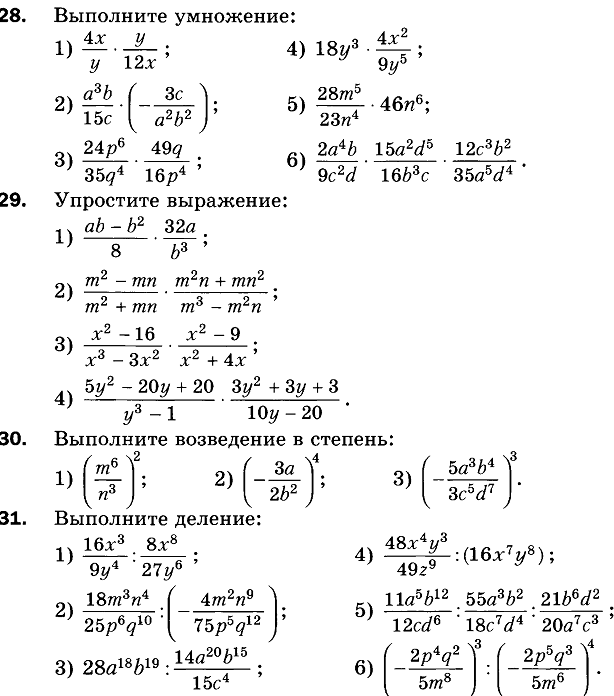 28. Выполните умножение:
1) \frac{4x}{y} \cdot \frac{y}{12x}; 4) 18y^3 \cdot \frac{4x^2}{9y^5};
2) \frac{a^3b}{15c} \cdot \left(-\frac{3c}{a^2b^2}\right); 5) \frac{28m^5}{23n^4} \cdot 46n^6;
3) \frac{24p^6}{35q^4} \cdot \frac{49q}{16p^4}; 6) \frac{2a^4b}{9c^2d} \cdot \frac{15a^2d^5}{16b^3c} \cdot \frac{12c^3b^2}{35a^5d^4}.
29. Упростите выражение:
1) \frac{ab - b^2}{8} \cdot \frac{32a}{b^3};
2) \frac{m^2 - mn}{m^2 + mn} \cdot \frac{m^2n + mn^2}{m^3 - m^2n};
3) \frac{x^2 - 16}{x^3 - 3x^2} \cdot \frac{x^2 - 9}{x^2 + 4x};
4) \frac{5y^2 - 20y + 20}{y^3 - 1} \cdot \frac{3y^2 + 3y + 3}{10y - 20}.
30. Выполните возведение в степень:
1) \left(\frac{m^6}{n^3}\right)^2; 2) \left(-\frac{3a}{2b^2}\right)^4; 3) \left(-\frac{5a^3b^4}{3c^5d^7}\right)^3.
31. Выполните деление:
1) \frac{16x^3}{9y^4} : \frac{8x^8}{27y^6}; 4) \frac{48x^4y^3}{49z^9} : (16x^7y^8);
2) \frac{18m^3n^4}{25p^6q^{10}} : \left(-\frac{4m^2n^9}{75p^5q^{12}}\right); 5) \frac{11a^5b^{12}}{12cd^6} : \frac{55a^3b^2}{18c^7d^4} : \frac{21b^6d^2}{20a^7c^3};
3) 28a^{18}b^{19} : \frac{14a^{20}b^{15}}{15c^4}; 6) \left(-\frac{2p^4q^2}{5m^8}\right)^3 : \left(-\frac{2p^5q^3}{5m^6}\right)^4.